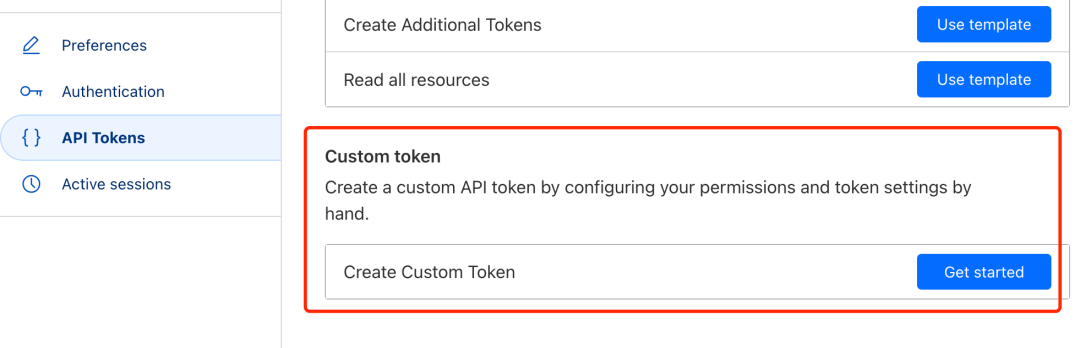 Preferences
Authentication
{ } API Tokens
Active sessions
Create Additional Tokens
Use template
Read all resources
Use template
Custom token
Create a custom API token by configuring your permissions and token settings by
hand.
Create Custom Token
Get started